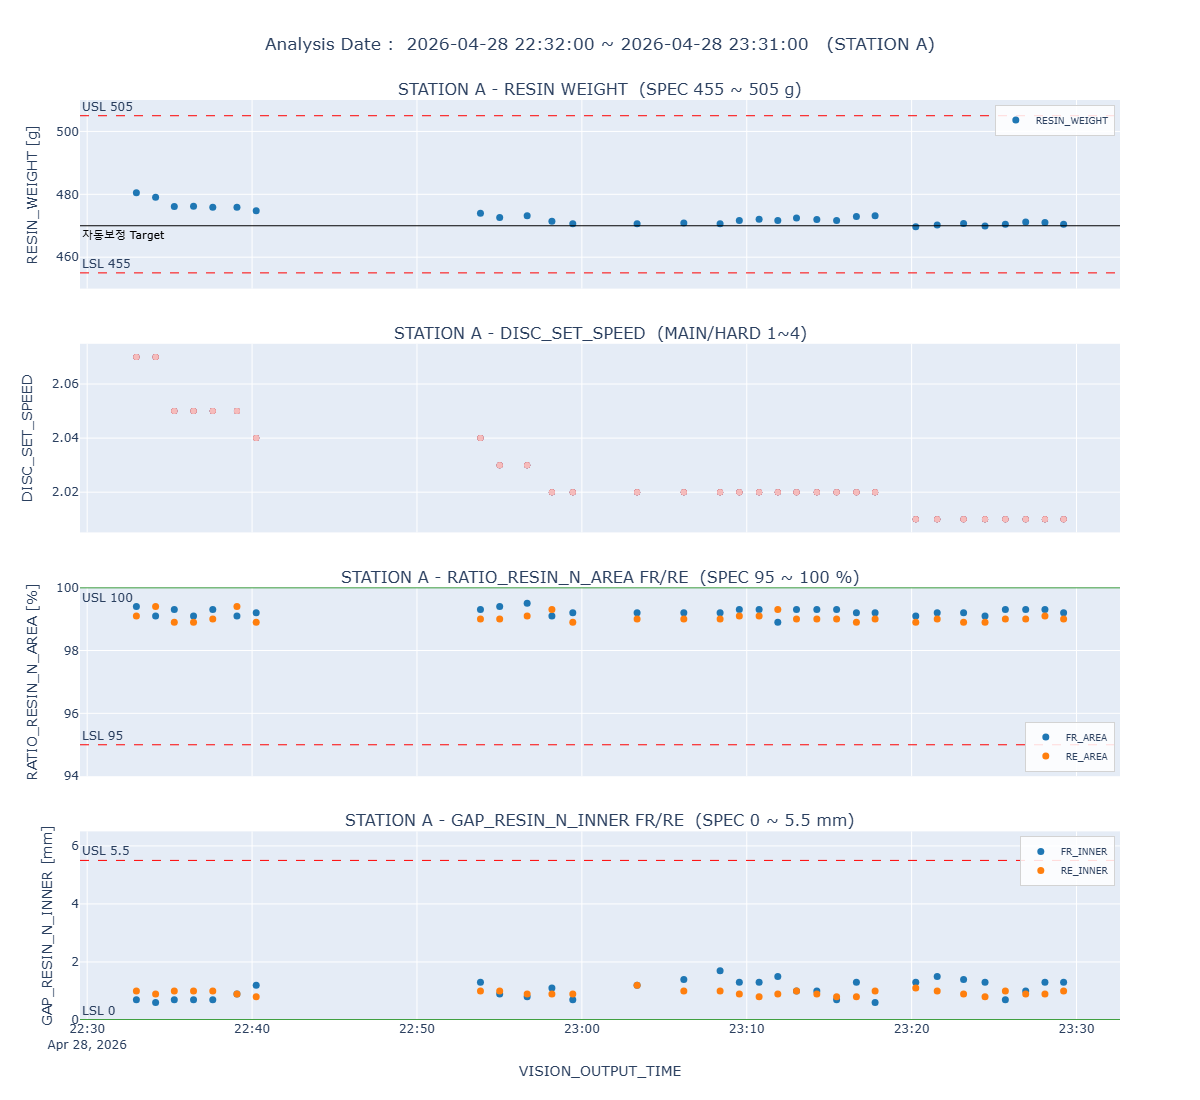 Analysis Date :  2026-04-28 22:32:00 ~ 2026-04-28 23:31:00   (STATION A)
STATION A - RESIN WEIGHT  (SPEC 455 ~ 505 g)
USL 505
RESIN_WEIGHT
RESIN_WEIGHT [g]
500
480
460
자동보정 Target
LSL 455
STATION A - DISC_SET_SPEED  (MAIN/HARD 1~4)
DISC_SET_SPEED
2.06
2.04
2.02
STATION A - RATIO_RESIN_N_AREA FR/RE  (SPEC 95 ~ 100 %)
RATIO_RESIN_N_AREA [%]
100
98
96
94
USL 100
LSL 95
FR_AREA
RE_AREA
STATION A - GAP_RESIN_N_INNER FR/RE  (SPEC 0 ~ 5.5 mm)
GAP_RESIN_N_INNER [mm]
6
4
2
0
USL 5.5
FR_INNER
RE_INNER
LSL 0
22:30 22:40 22:50 23:00 23:10 23:20 23:30
Apr 28, 2026
VISION_OUTPUT_TIME